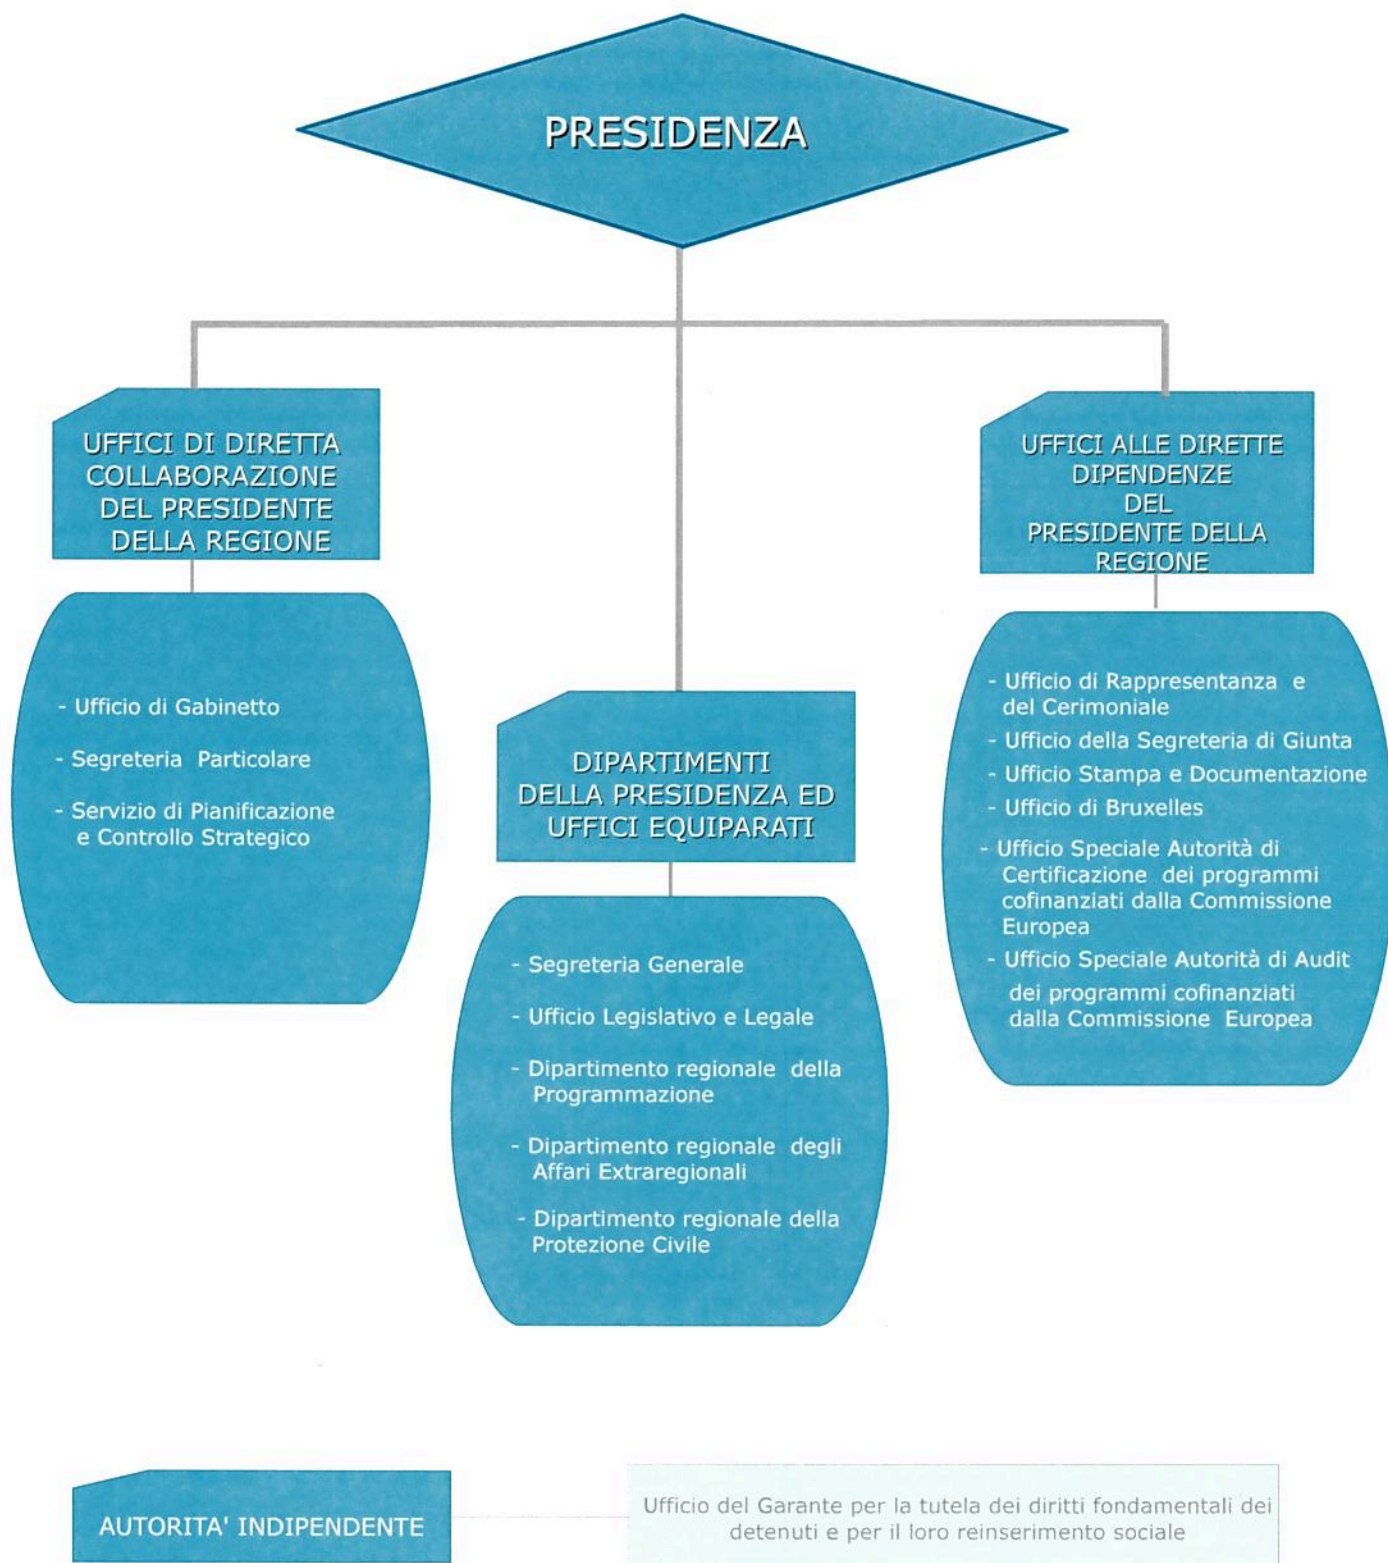 PRESIDENZA
UFFICI DI DIRETTA
COLLABORAZIONE
DEL PRESIDENTE
DELLA REGIONE
- Ufficio di Gabinetto
- Segreteria Particolare
- Servizio di Pianificazione
e Controllo Strategico
DIPARTIMENTI
DELLA PRESIDENZA ED
UFFICI EQUIPARATI
- Segreteria Generale
- Ufficio Legislativo e Legale
- Dipartimento regionale della
Programmazione
- Dipartimento regionale degli
Affari Extraregionali
- Dipartimento regionale della
Protezione Civile
UFFICI ALLE DIRETTE
DIPENDENZE
DEL
PRESIDENTE DELLA
REGIONE
- Ufficio di Rappresentanza e
del Cerimoniale
- Ufficio della Segreteria di Giunta
- Ufficio Stampa e Documentazione
- Ufficio di Bruxelles
- Ufficio Speciale Autorità di
Certificazione dei programmi
cofinanziati dalla Commissione
Europea
- Ufficio Speciale Autorità di Audit
dei programmi cofinanziati
dalla Commissione Europea
AUTORITA' INDIPENDENTE
Ufficio del Garante per la tutela dei diritti fondamentali dei
detenuti e per il loro reinserimento sociale